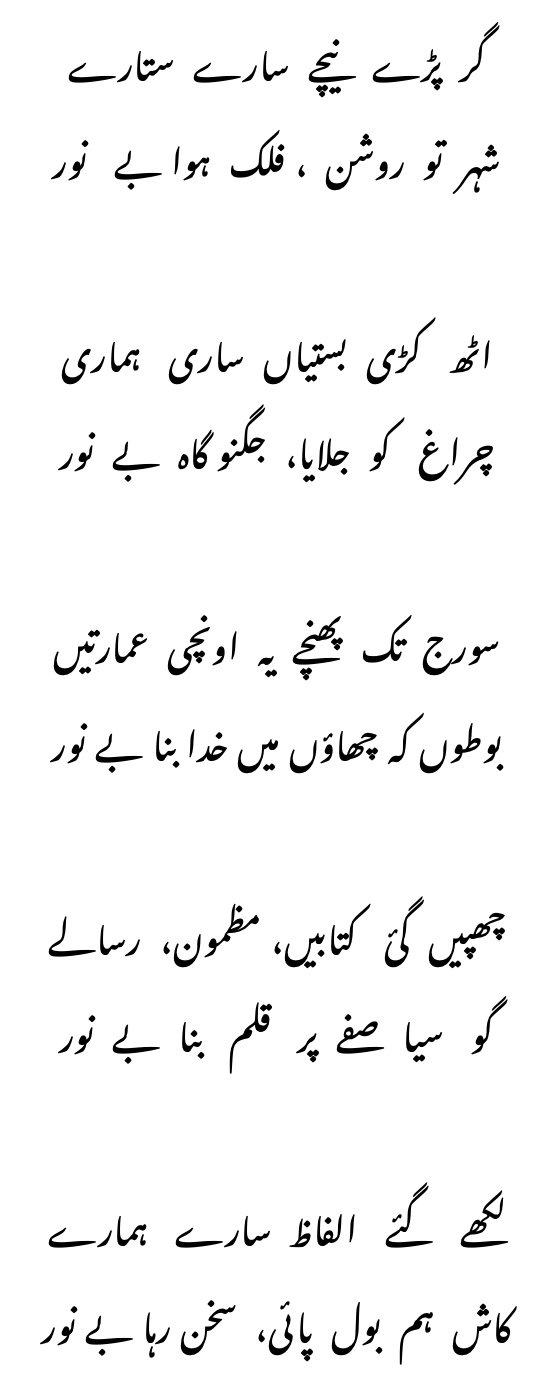 گر پڑے نیچے سارے ستارے
شہر تو روشن ، فلک ہوا بے نور
اٹھ کڑی بستیاں ساری ہماری
چراغ کو جلایا، جگنو گاہ بے نور
سورج تک پھنچے یہ اونچی عمارتیں
بوطوں کہ چھاؤں میں خدا بنا بے نور
چھپیں گئ کتابیں، مظمون، رسالے
گو سیا صفے پر قلم بنا بے نور
لکھے گئے الفاظ سارے ہمارے
کاش ہم بول پائی، سخن رہا بے نور